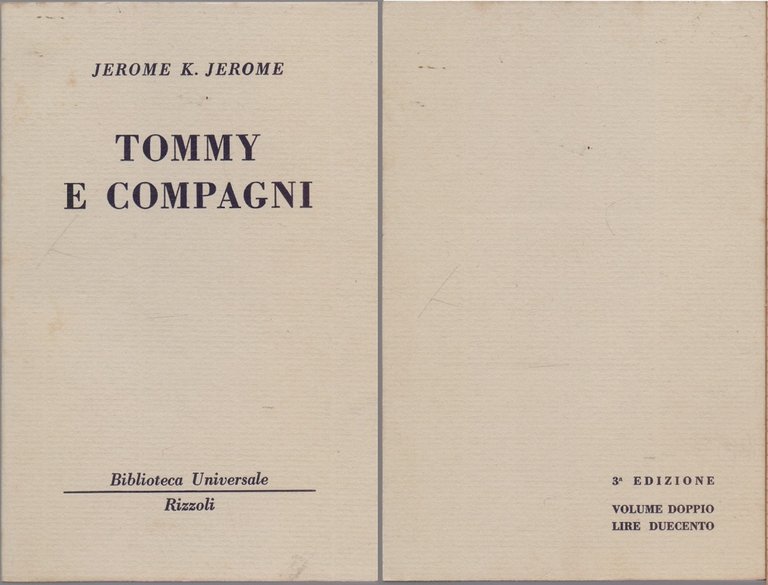 JEROME K. JEROME
TOMMY
E COMPAGNI
Biblioteca Universale
Rizzoli
3ª EDIZIONE
VOLUME DOPPIO
LIRE DUECENTO